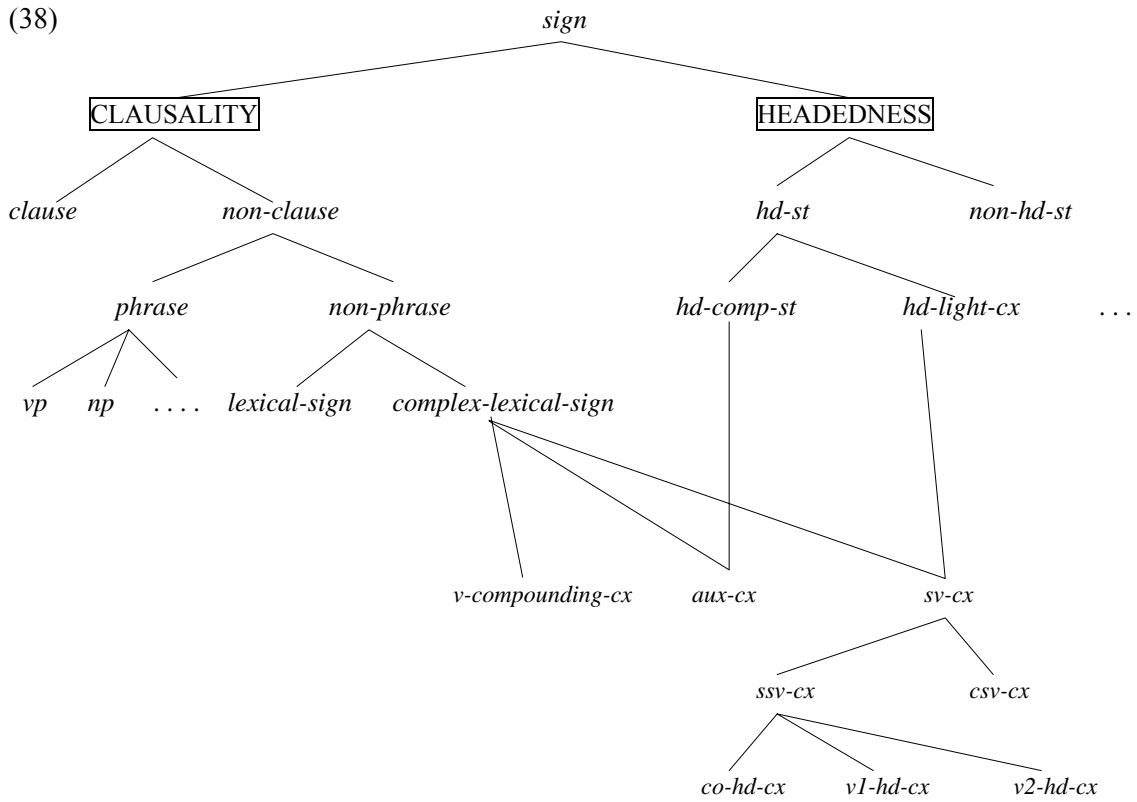 (38) sign
CLAUSALITY HEADEDNESS
clause non-clause hd-st non-hd-st
phrase non-phrase hd-comp-st hd-light-cx . . .
vp np . . . . lexical-sign complex-lexical-sign
v-compounding-cx aux-cx sv-cx
ssv-cx csv-cx
co-hd-cx v1-hd-cx v2-hd-cx